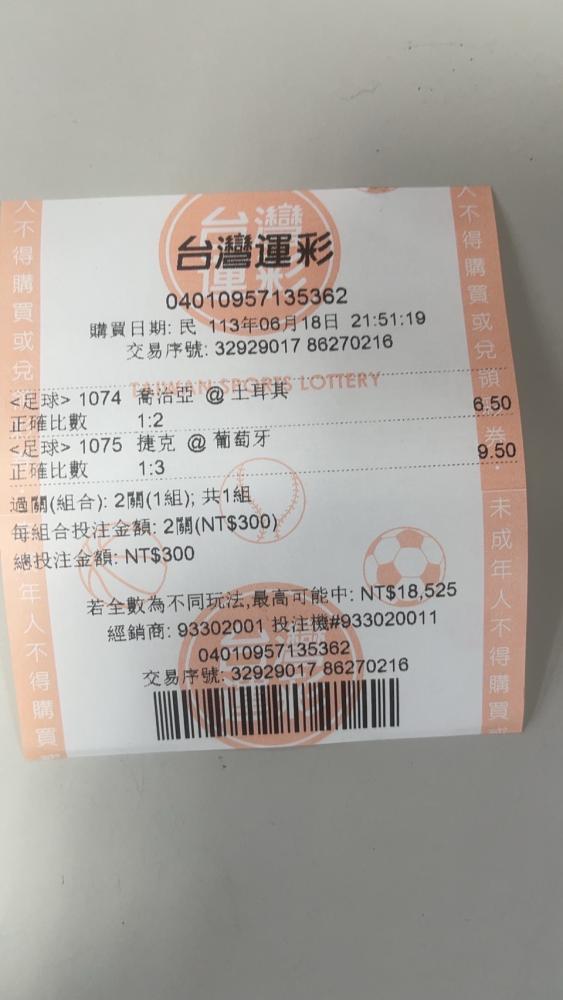 台灣運彩
04010957135362
購買日期: 民 113年06月18日 21:51:19
交易序號: 32929017 86270216
TAIWAN SPORTS LOTTERY
<足球> 1074 喬治亞 @ 土耳其
正確比數 1:2 6.50
<足球> 1075 捷克 @ 葡萄牙
正確比數 1:3 9.50
過關(組合): 2關(1組); 共1組
每組合投注金額: 2關(NT$300)
總投注金額: NT$300
若全數為不同玩法,最高可能中: NT$18,525
經銷商: 93302001 投注機#933020011
04010957135362
交易序號: 32929017 86270216
人不得購買或兌
年人不得購買或
人不得購買或兌領
券.未成年人不得購買或